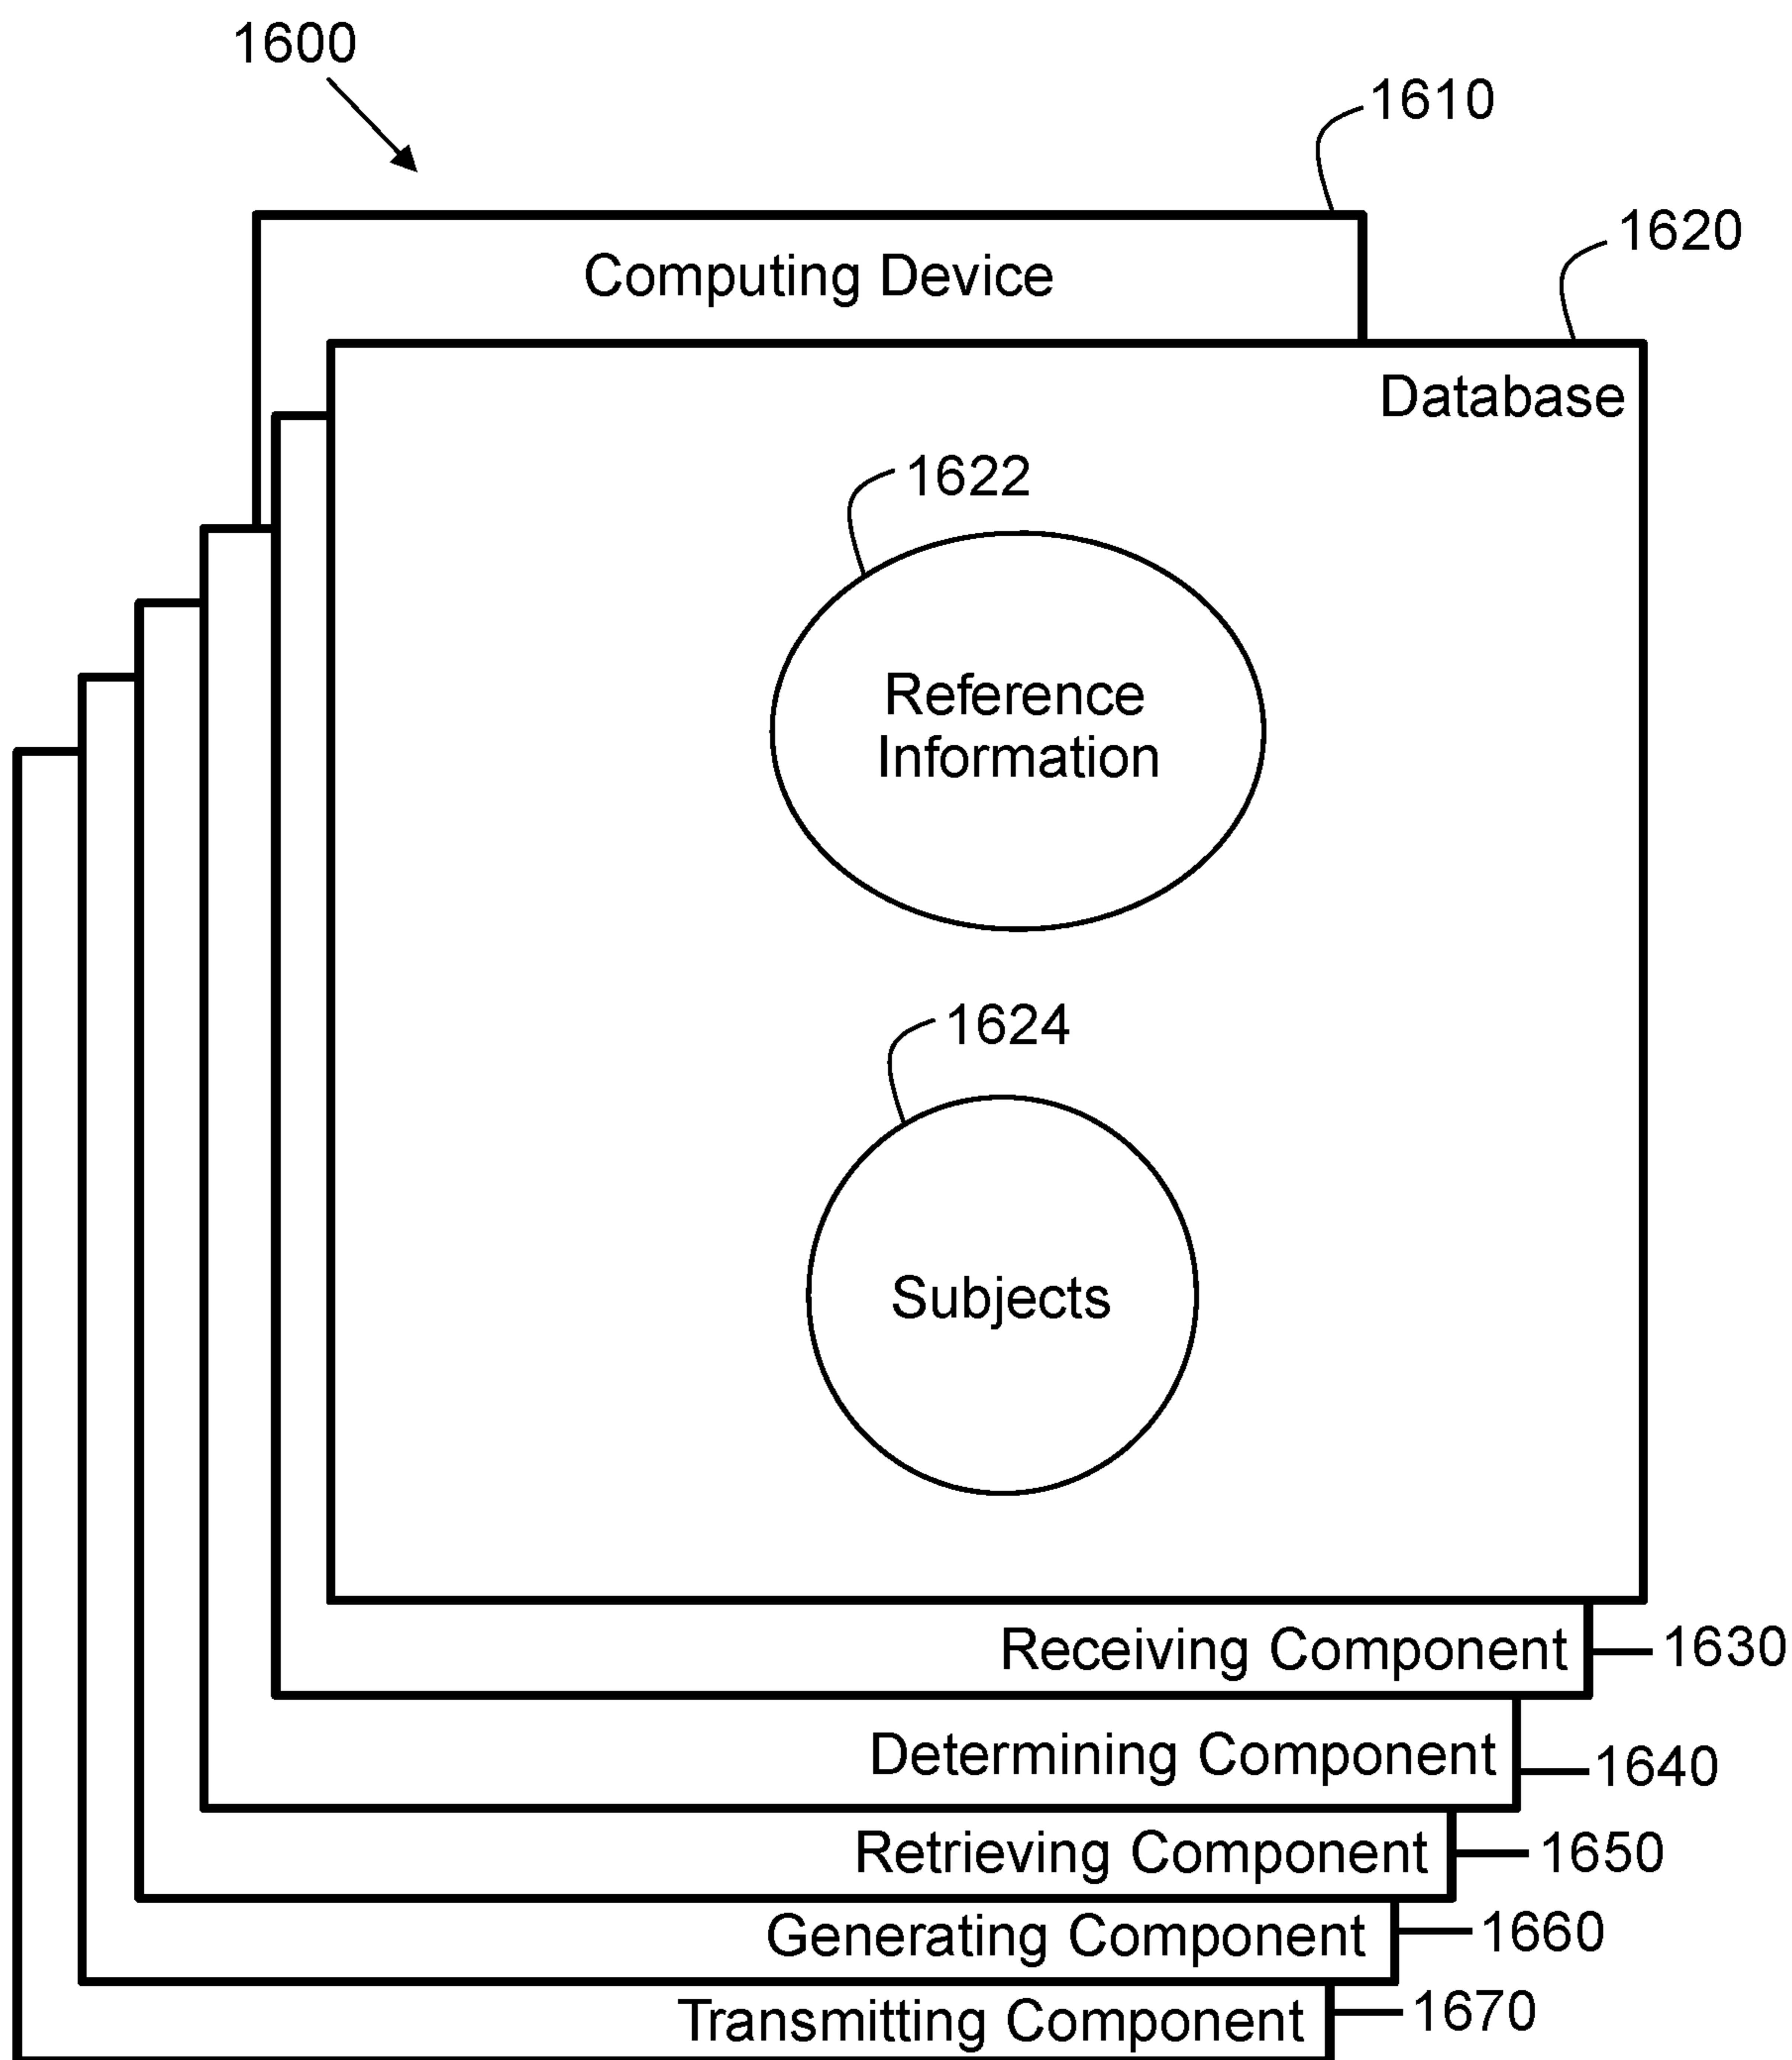 1600
1610
Computing Device
1620
Database
1622
Reference
Information
1624
Subjects
Receiving Component
1630
Determining Component
1640
Retrieving Component
1650
Generating Component
1660
Transmitting Component
1670